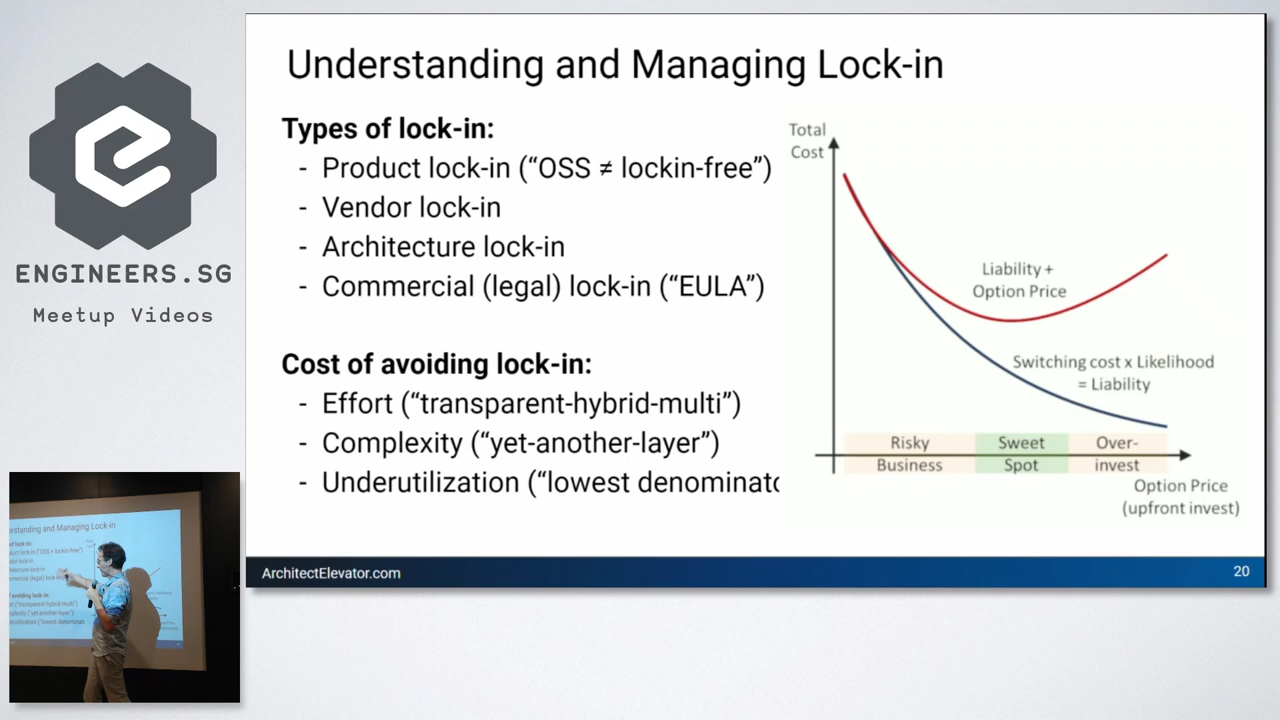 ENGINEERS.SG
Meetup Videos
Understanding and Managing Lock-in
Types of lock-in:
- Product lock-in (“OSS ≠ lockin-free”)
- Vendor lock-in
- Architecture lock-in
- Commercial (legal) lock-in (“EULA”)
Cost of avoiding lock-in:
- Effort (“transparent-hybrid-multi”)
- Complexity (“yet-another-layer”)
- Underutilization (“lowest
Total
Cost
Liability +
Option Price
Switching cost x Likelihood
= Liability
Risky
Business
Sweet
Spot
Over-
invest
Option Price
(upfront invest)
ArchitectElevator.com
20